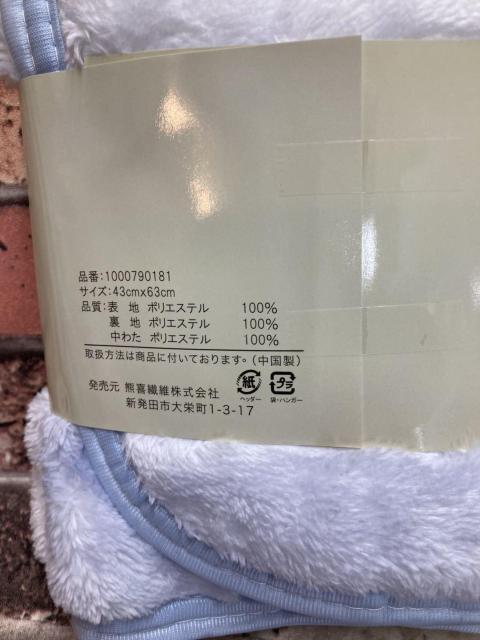 品番:1000790181
サイズ:43cm×63cm
品質:表 地 ポリエステル 100%
裏 地 ポリエステル 100%
中わた ポリエステル 100%
取扱方法は商品に付いております。(中国製)
発売元 熊喜繊維株式会社
新発田市大栄町1-3-17
紙 プラ
ヘッダー 袋・ハンガー